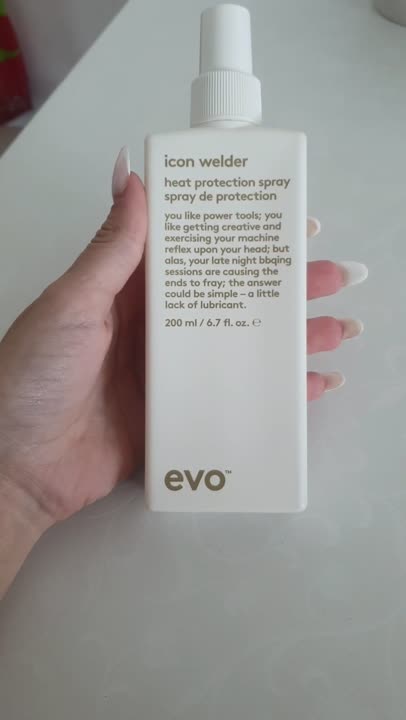 icon welder
heat protection spray
spray de protection
you like power tools; you
like getting creative and
exercising your machine
reflex upon your head; but
alas, your late night bbqing
sessions are causing the
ends to fray; the answer
could be simple – a little
lack of lubricant.
200 ml / 6.7 fl. oz. ℮
evo™